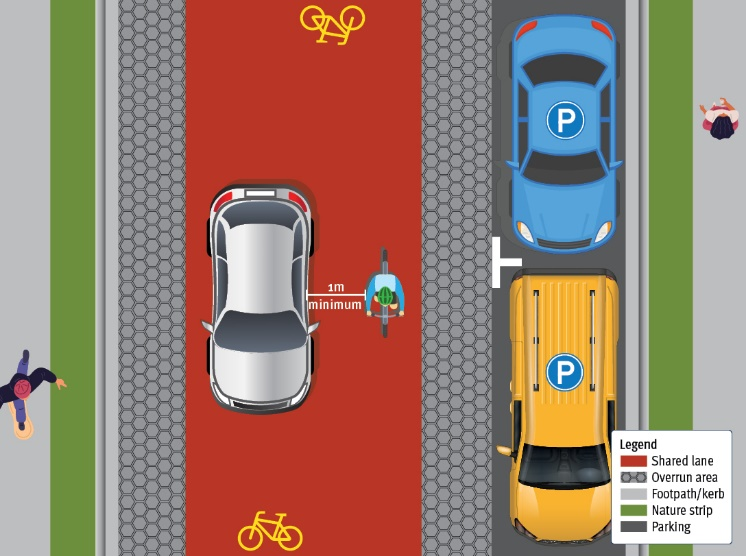 P
1m
minimum
P
Legend
Shared lane
Overrun area
Footpath/kerb
Nature strip
Parking